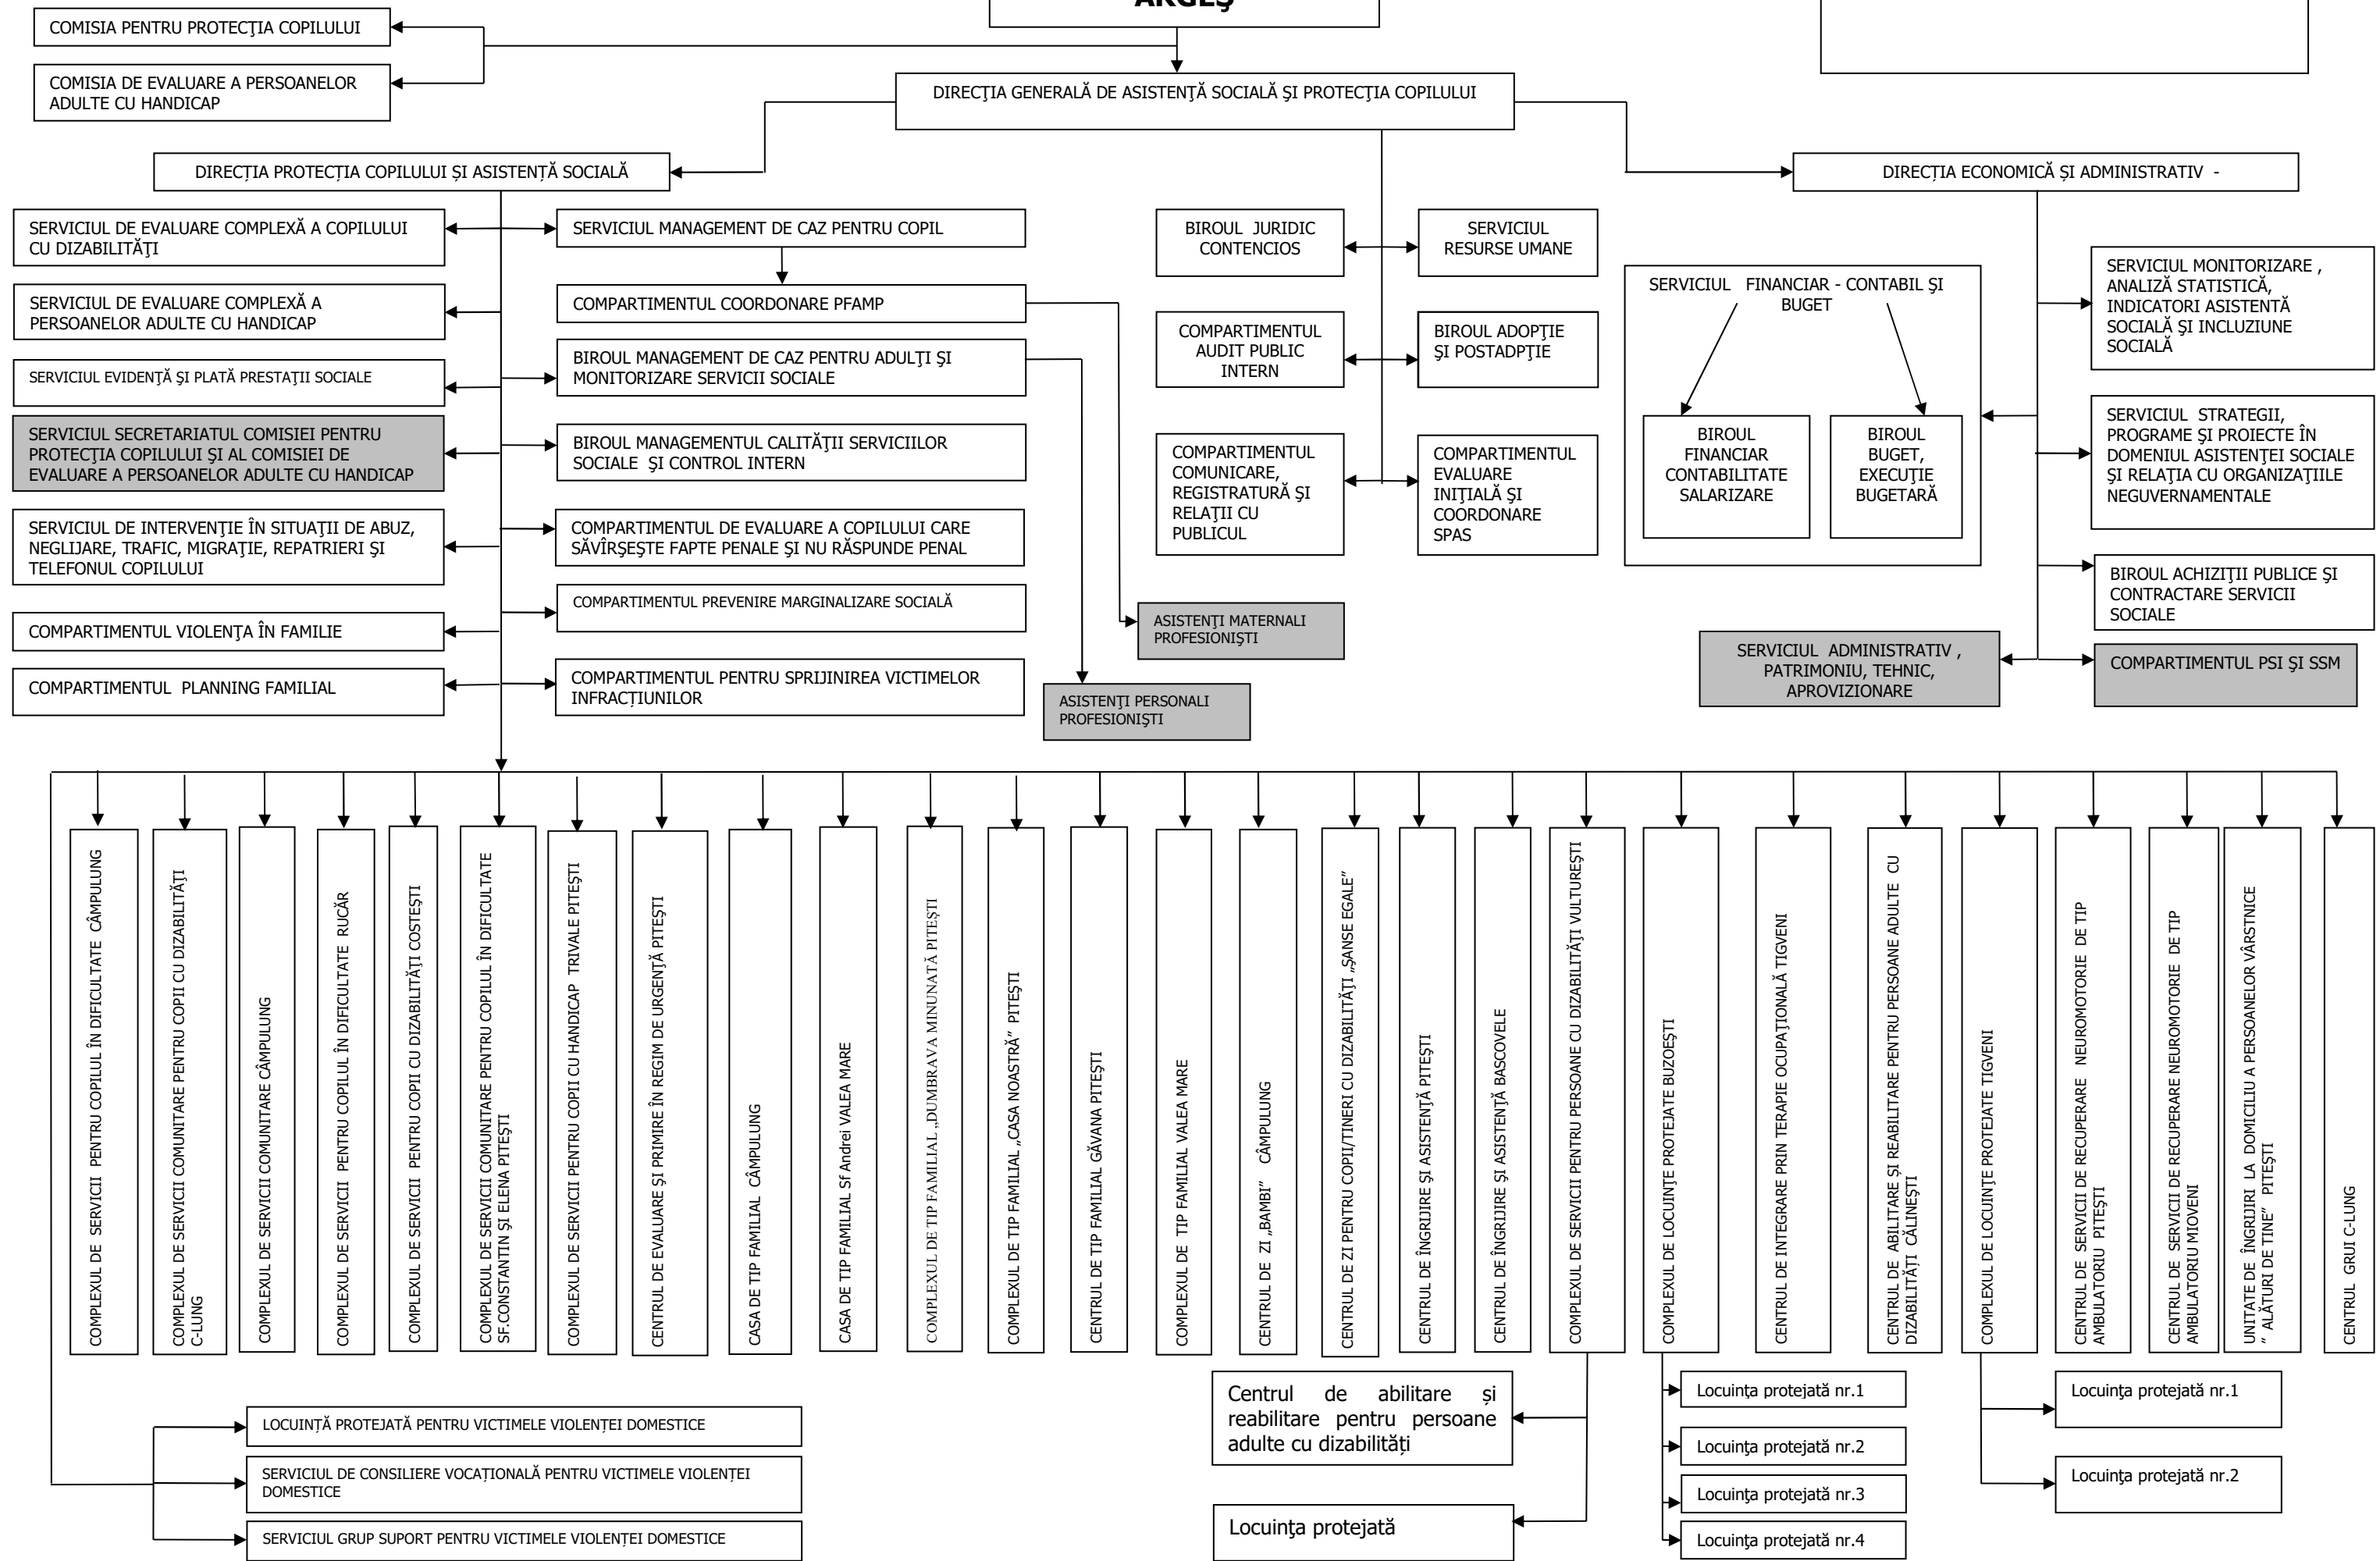 ARGEŞ
COMISIA PENTRU PROTECŢIA COPILULUI
COMISIA DE EVALUARE A PERSOANELOR
ADULTE CU HANDICAP
DIRECŢIA GENERALĂ DE ASISTENŢĂ SOCIALĂ ŞI PROTECŢIA COPILULUI
DIRECȚIA PROTECȚIA COPILULUI ȘI ASISTENȚĂ SOCIALĂ
DIRECȚIA ECONOMICĂ ȘI ADMINISTRATIV -
SERVICIUL DE EVALUARE COMPLEXĂ A COPILULUI
CU DIZABILITĂŢI
SERVICIUL DE EVALUARE COMPLEXĂ A
PERSOANELOR ADULTE CU HANDICAP
SERVICIUL EVIDENŢĂ ŞI PLATĂ PRESTAŢII SOCIALE
SERVICIUL SECRETARIATUL COMISIEI PENTRU
PROTECŢIA COPILULUI ŞI AL COMISIEI DE
EVALUARE A PERSOANELOR ADULTE CU HANDICAP
SERVICIUL DE INTERVENŢIE ÎN SITUAŢII DE ABUZ,
NEGLIJARE, TRAFIC, MIGRAŢIE, REPATRIERI ŞI
TELEFONUL COPILULUI
COMPARTIMENTUL VIOLENŢA ÎN FAMILIE
COMPARTIMENTUL PLANNING FAMILIAL
SERVICIUL MANAGEMENT DE CAZ PENTRU COPIL
COMPARTIMENTUL COORDONARE PFAMP
BIROUL MANAGEMENT DE CAZ PENTRU ADULŢI ŞI
MONITORIZARE SERVICII SOCIALE
BIROUL MANAGEMENTUL CALITĂŢII SERVICIILOR
SOCIALE ŞI CONTROL INTERN
COMPARTIMENTUL DE EVALUARE A COPILULUI CARE
SĂVÎRŞEŞTE FAPTE PENALE ŞI NU RĂSPUNDE PENAL
COMPARTIMENTUL PREVENIRE MARGINALIZARE SOCIALĂ
COMPARTIMENTUL PENTRU SPRIJINIREA VICTIMELOR
INFRACȚIUNILOR
ASISTENŢI MATERNALI
PROFESIONIŞTI
ASISTENŢI PERSONALI
PROFESIONIŞTI
BIROUL JURIDIC
CONTENCIOS
SERVICIUL
RESURSE UMANE
COMPARTIMENTUL
AUDIT PUBLIC
INTERN
BIROUL ADOPŢIE
ŞI POSTADPŢIE
COMPARTIMENTUL
COMUNICARE,
REGISTRATURĂ ŞI
RELAŢII CU
PUBLICUL
COMPARTIMENTUL
EVALUARE
INIŢIALĂ ŞI
COORDONARE
SPAS
SERVICIUL FINANCIAR - CONTABIL ŞI
BUGET
BIROUL
FINANCIAR
CONTABILITATE
SALARIZARE
BIROUL
BUGET,
EXECUŢIE
BUGETARĂ
SERVICIUL MONITORIZARE ,
ANALIZĂ STATISTICĂ,
INDICATORI ASISTENTĂ
SOCIALĂ ŞI INCLUZIUNE
SOCIALĂ
SERVICIUL STRATEGII,
PROGRAME ŞI PROIECTE ÎN
DOMENIUL ASISTENŢEI SOCIALE
ŞI RELAŢIA CU ORGANIZAŢIILE
NEGUVERNAMENTALE
BIROUL ACHIZIŢII PUBLICE ŞI
CONTRACTARE SERVICII
SOCIALE
SERVICIUL ADMINISTRATIV ,
PATRIMONIU, TEHNIC,
APROVIZIONARE
COMPARTIMENTUL PSI ŞI SSM
COMPLEXUL DE SERVICII PENTRU COPILUL ÎN DIFICULTATE CÂMPULUNG
COMPLEXUL DE SERVICII COMUNITARE PENTRU COPII CU DIZABILITĂŢI
C-LUNG
COMPLEXUL DE SERVICII COMUNITARE CÂMPULUNG
COMPLEXUL DE SERVICII PENTRU COPILUL ÎN DIFICULTATE RUCĂR
COMPLEXUL DE SERVICII PENTRU COPII CU DIZABILITĂŢI COSTEŞTI
COMPLEXUL DE SERVICII COMUNITARE PENTRU COPILUL ÎN DIFICULTATE
SF.CONSTANTIN ŞI ELENA PITEŞTI
COMPLEXUL DE SERVICII PENTRU COPII CU HANDICAP TRIVALE PITEŞTI
CENTRUL DE EVALUARE ŞI PRIMIRE ÎN REGIM DE URGENŢĂ PITEŞTI
CASA DE TIP FAMILIAL CÂMPULUNG
CASA DE TIP FAMILIAL Sf Andrei VALEA MARE
COMPLEXUL DE TIP FAMILIAL „DUMBRAVA MINUNATĂ PITEŞTI
COMPLEXUL DE TIP FAMILIAL „CASA NOASTRĂ” PITEŞTI
CENTRUL DE TIP FAMILIAL GĂVANA PITEŞTI
COMPLEXUL DE TIP FAMILIAL VALEA MARE
CENTRUL DE ZI „BAMBI” CÂMPULUNG
CENTRUL DE ZI PENTRU COPII/TINERI CU DIZABILITĂŢI „ŞANSE EGALE”
CENTRUL DE ÎNGRIJIRE ŞI ASISTENŢĂ PITEŞTI
CENTRUL DE ÎNGRIJIRE ŞI ASISTENŢĂ BASCOVELE
COMPLEXUL DE SERVICII PENTRU PERSOANE CU DIZABILITĂŢI VULTUREŞTI
COMPLEXUL DE LOCUINŢE PROTEJATE BUZOEŞTI
CENTRUL DE INTEGRARE PRIN TERAPIE OCUPAŢIONALĂ TIGVENI
CENTRUL DE ABILITARE ȘI REABILITARE PENTRU PERSOANE ADULTE CU
DIZABILITĂȚI CĂLINEȘTI
COMPLEXUL DE LOCUINŢE PROTEJATE TIGVENI
CENTRUL DE SERVICII DE RECUPERARE NEUROMOTORIE DE TIP
AMBULATORIU PITEŞTI
CENTRUL DE SERVICII DE RECUPERARE NEUROMOTORIE DE TIP
AMBULATORIU MIOVENI
UNITATE DE ÎNGRIJIRI LA DOMICILIU A PERSOANELOR VÂRSTNICE
“ ALĂTURI DE TINE” PITEŞTI
CENTRUL GRUI C-LUNG
LOCUINȚĂ PROTEJATĂ PENTRU VICTIMELE VIOLENȚEI DOMESTICE
SERVICIUL DE CONSILIERE VOCAȚIONALĂ PENTRU VICTIMELE VIOLENȚEI
DOMESTICE
SERVICIUL GRUP SUPORT PENTRU VICTIMELE VIOLENȚEI DOMESTICE
Centrul de abilitare și
reabilitare pentru persoane
adulte cu dizabilități
Locuinţa protejată
Locuinţa protejată nr.1
Locuinţa protejată nr.2
Locuinţa protejată nr.3
Locuinţa protejată nr.4
Locuinţa protejată nr.1
Locuinţa protejată nr.2